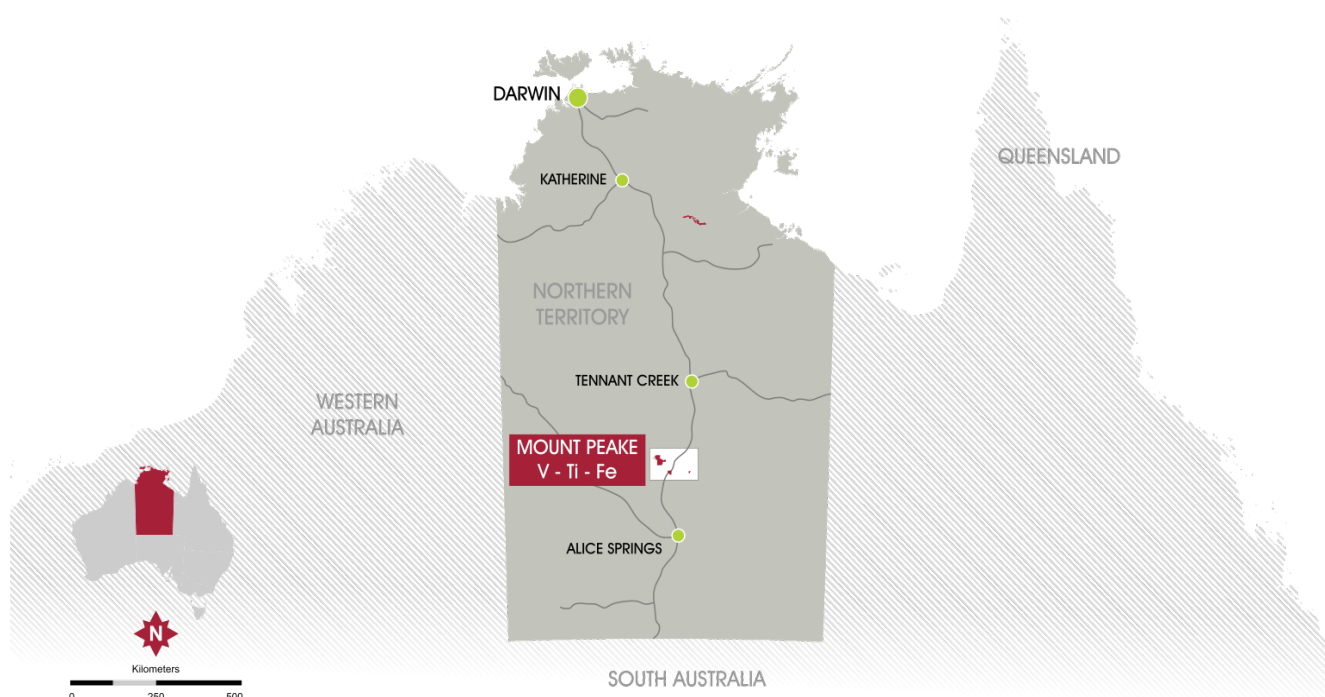 DARWIN
QUEENSLAND
KATHERINE
NORTHERN
TERRITORY
TENNANT CREEK
WESTERN
AUSTRALIA
MOUNT PEAKE
V - Ti - Fe
ALICE SPRINGS
N
Kilometers
0 250 500
SOUTH AUSTRALIA